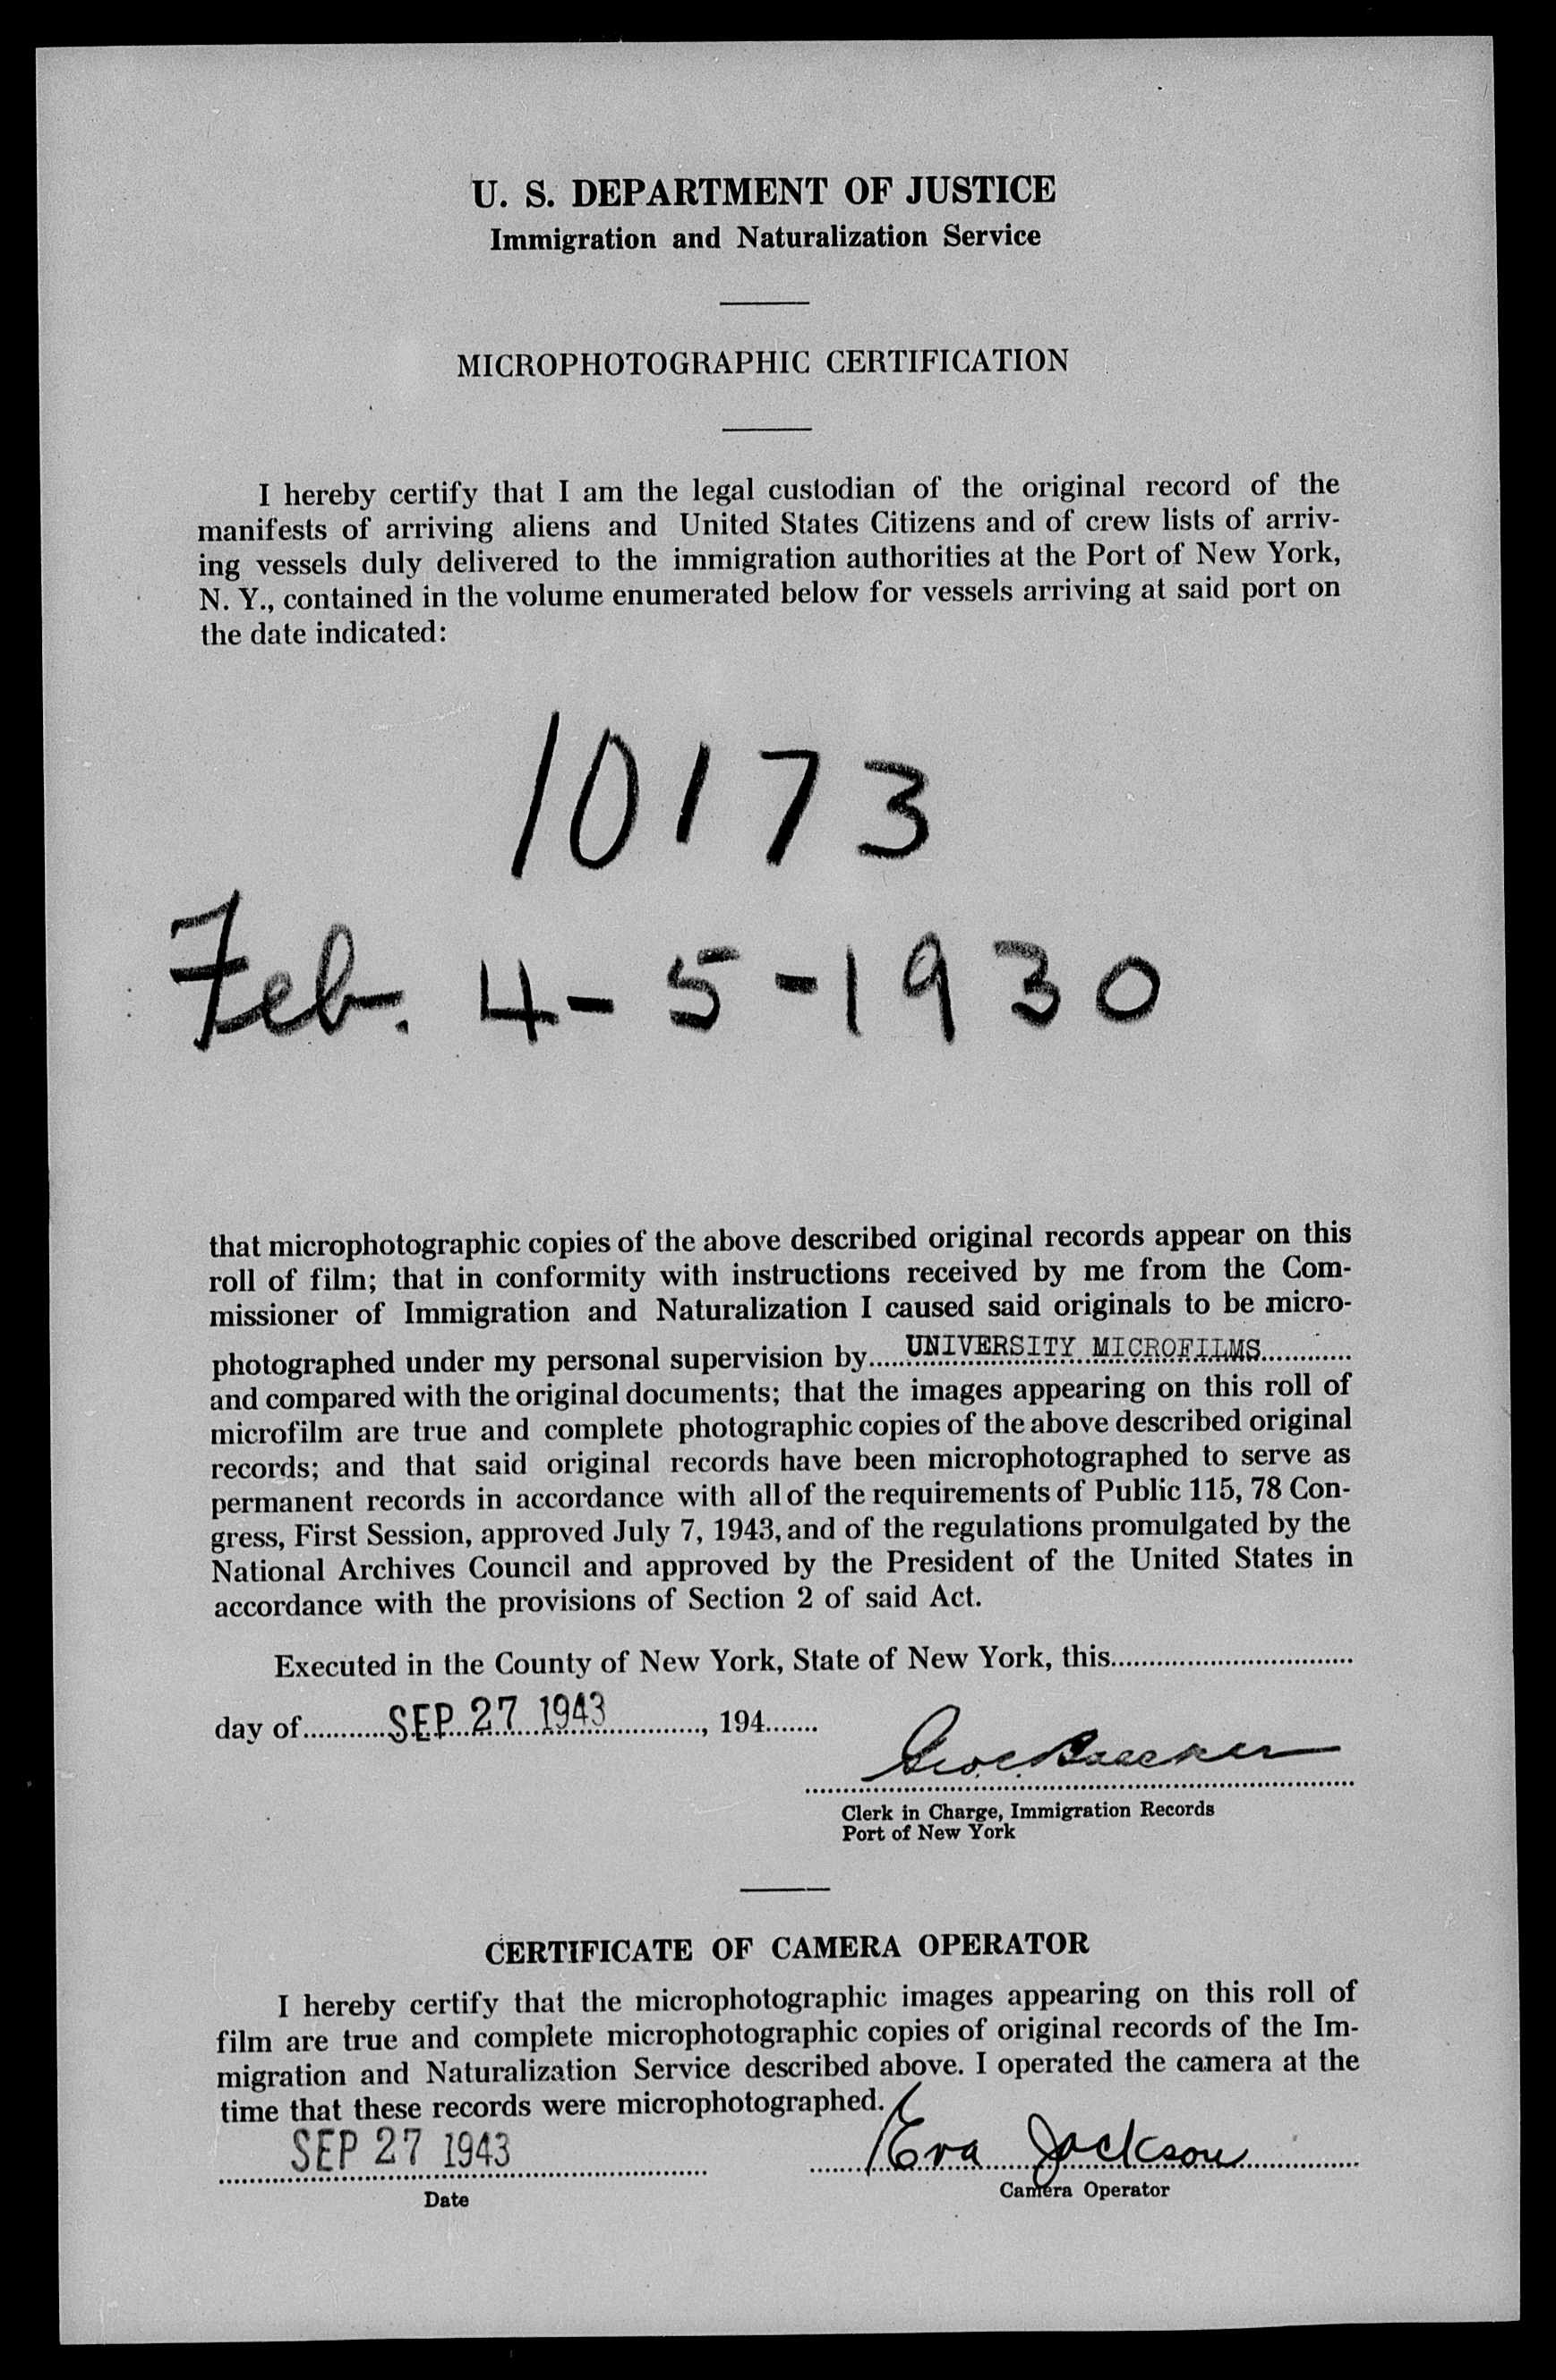 U. S. DEPARTMENT OF JUSTICE
Immigration and Naturalization Service
MICROPHOTOGRAPHIC CERTIFICATION
I hereby certify that I am the legal custodian of the original record of the
manifests of arriving aliens and United States Citizens and of crew lists of arriv-
ing vessels duly delivered to the immigration authorities at the Port of New York,
N. Y., contained in the volume enumerated below for vessels arriving at said port on
the date indicated:
10173
Feb. 4-5-1930
that microphotographic copies of the above described original records appear on this
roll of film; that in conformity with instructions received by me from the Com-
missioner of Immigration and Naturalization I caused said originals to be micro-
photographed under my personal supervision by UNIVERSITY MICROFILMS
and compared with the original documents; that the images appearing on this roll of
microfilm are true and complete photographic copies of the above described original
records; and that said original records have been microphotographed to serve as
permanent records in accordance with all of the requirements of Public 115, 78 Con-
gress, First Session, approved July 7, 1943, and of the regulations promulgated by the
National Archives Council and approved by the President of the United States in
accordance with the provisions of Section 2 of said Act.
Executed in the County of New York, State of New York, this
day of SEP 27 1943, 194
Clerk in Charge, Immigration Records
Port of New York
CERTIFICATE OF CAMERA OPERATOR
I hereby certify that the microphotographic images appearing on this roll of
film are true and complete microphotographic copies of original records of the Im-
migration and Naturalization Service described above. I operated the camera at the
time that these records were microphotographed.
SEP 27 1943 Eva Jackson
Date Camera Operator